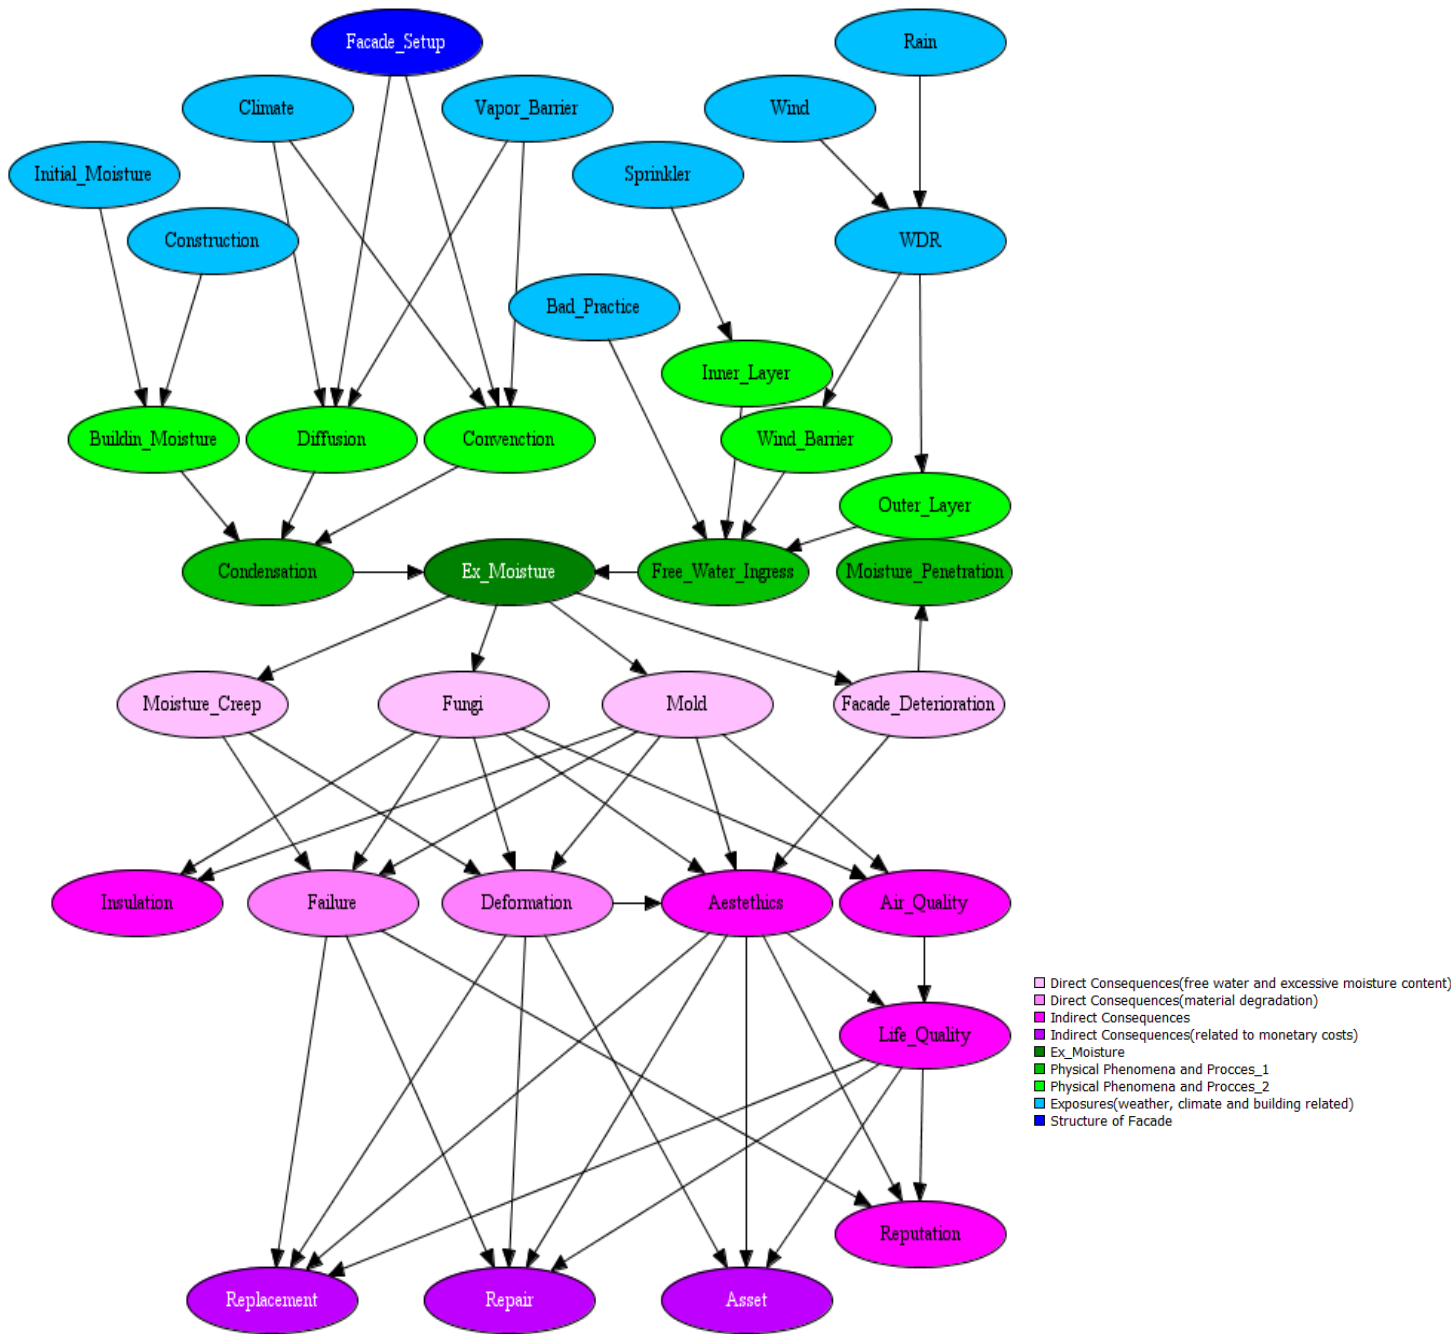 Facade_Setup
Rain
Climate
Vapor_Barrier
Wind
Initial_Moisture
Sprinkler
Construction
WDR
Bad_Practice
Inner_Layer
Buildin_Moisture
Diffusion
Convenction
Wind_Barrier
Outer_Layer
Condensation
Ex_Moisture
Free_Water_Ingress
Moisture_Penetration
Moisture_Creep
Fungi
Mold
Facade_Deterioration
Insulation
Failure
Deformation
Aestethics
Air_Quality
Life_Quality
Reputation
Replacement
Repair
Asset
Direct Consequences(free water and excessive moisture content)
Direct Consequences(material degradation)
Indirect Consequences
Indirect Consequences(related to monetary costs)
Ex_Moisture
Physical Phenomena and Procces_1
Physical Phenomena and Procces_2
Exposures(weather, climate and building related)
Structure of Facade